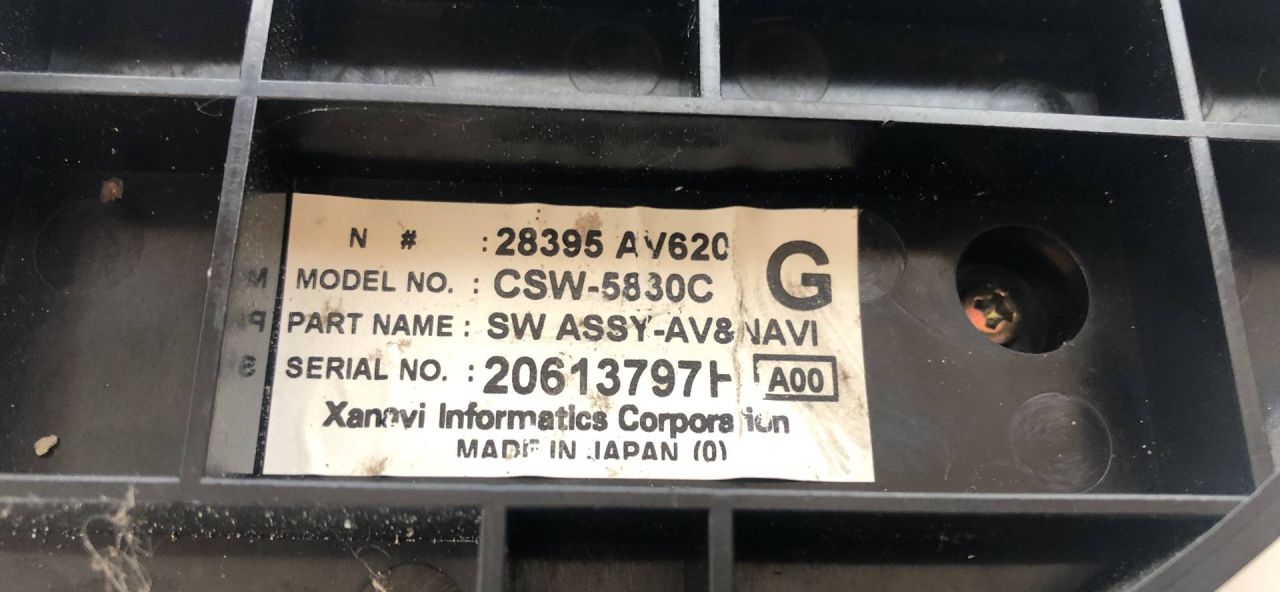 N # : 28395 AV620
G
MODEL NO. : CSW-5830C
PART NAME : SW ASSY-AV&NAVI
SERIAL NO. : 20613797H A00
Xanavi Informatics Corporation
MADE IN JAPAN (0)